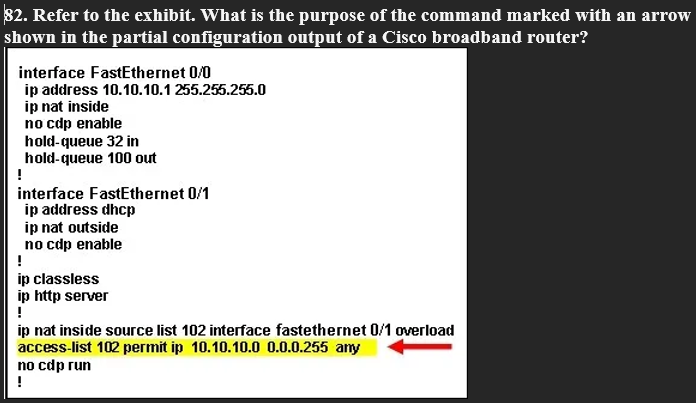 82. Refer to the exhibit. What is the purpose of the command marked with an arrow
shown in the partial configuration output of a Cisco broadband router?
interface FastEthernet 0/0
ip address 10.10.10.1 255.255.255.0
ip nat inside
no cdp enable
hold-queue 32 in
hold-queue 100 out
!
interface FastEthernet 0/1
ip address dhcp
ip nat outside
no cdp enable
!
ip classless
ip http server
!
ip nat inside source list 102 interface fastethernet 0/1 overload
access-list 102 permit ip 10.10.10.0 0.0.0.255 any
no cdp run
!